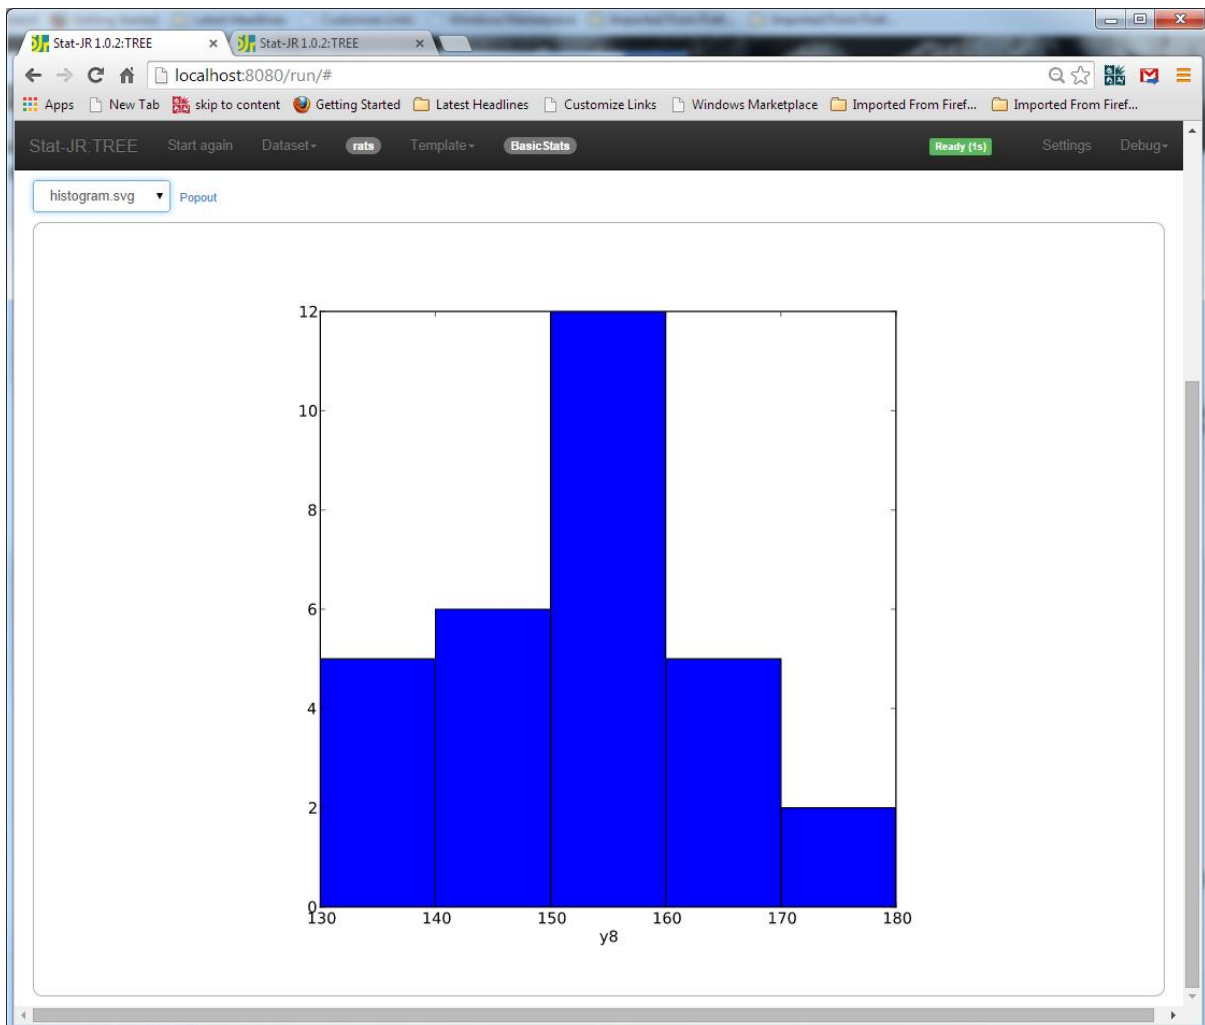 Stat-JR 1.0.2:TREE Stat-JR 1.0.2:TREE
localhost:8080/run/#
Apps New Tab skip to content Getting Started Latest Headlines Customize Links Windows Marketplace Imported From Firef... Imported From Firef...
Stat-JR:TREE Start again Dataset rats Template BasicStats Ready (1s) Settings Debug
histogram.svg Popout
12
10
8
6
4
2
0
130 140 150 160 170 180
y8